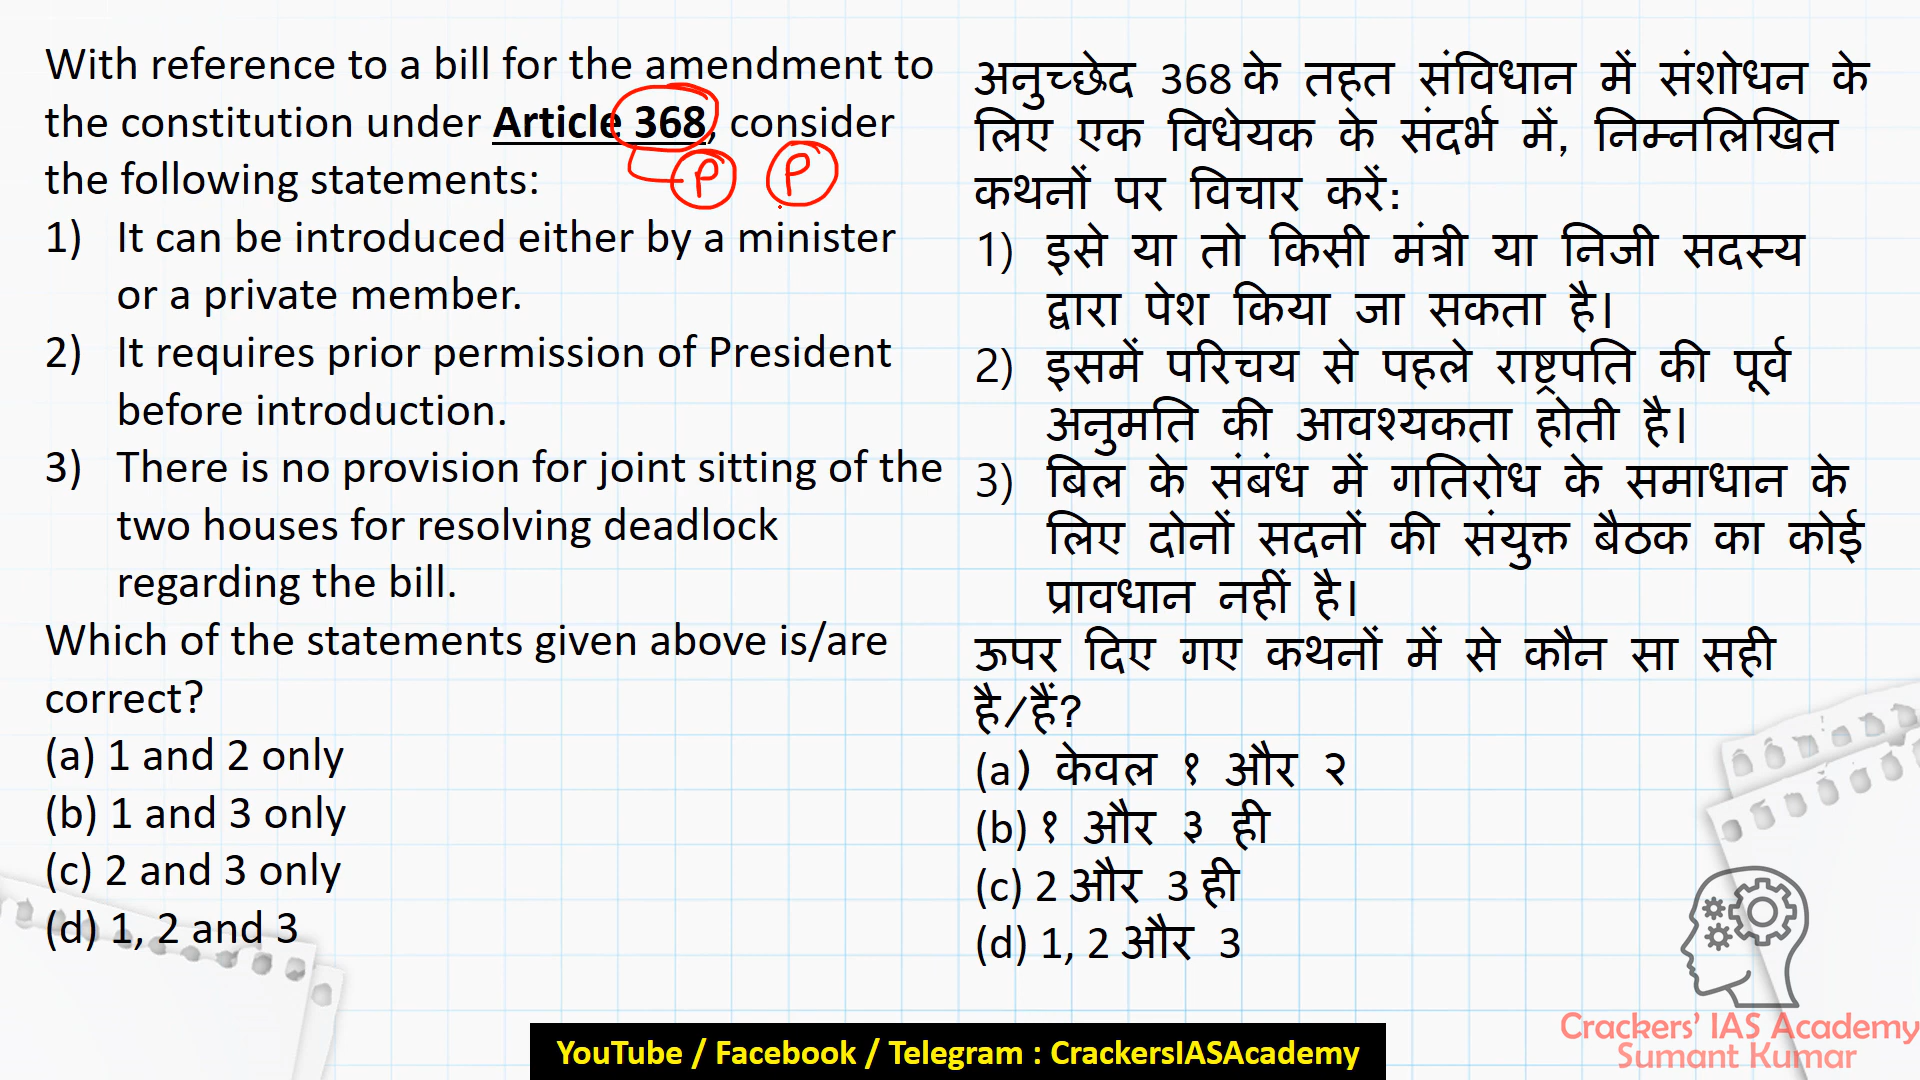 With reference to a bill for the amendment to
the constitution under Article 368, consider
the following statements:
P P
1) It can be introduced either by a minister
or a private member.
2) It requires prior permission of President
before introduction.
3) There is no provision for joint sitting of the
two houses for resolving deadlock
regarding the bill.
Which of the statements given above is/are
correct?
(a) 1 and 2 only
(b) 1 and 3 only
(c) 2 and 3 only
(d) 1, 2 and 3
अनुच्छेद 368 के तहत संविधान में संशोधन के
लिए एक विधेयक के संदर्भ में, निम्नलिखित
कथनों पर विचार करें:
1) इसे या तो किसी मंत्री या निजी सदस्य
द्वारा पेश किया जा सकता है।
2) इसमें परिचय से पहले राष्ट्रपति की पूर्व
अनुमति की आवश्यकता होती है।
3) बिल के संबंध में गतिरोध के समाधान के
लिए दोनों सदनों की संयुक्त बैठक का कोई
प्रावधान नहीं है।
ऊपर दिए गए कथनों में से कौन सा सही
है/हैं?
(a) केवल १ और २
(b) १ और ३ ही
(c) 2 और 3 ही
(d) 1, 2 और 3
Crackers' IAS Academy
Sumant Kumar
YouTube / Facebook / Telegram : CrackersIASAcademy